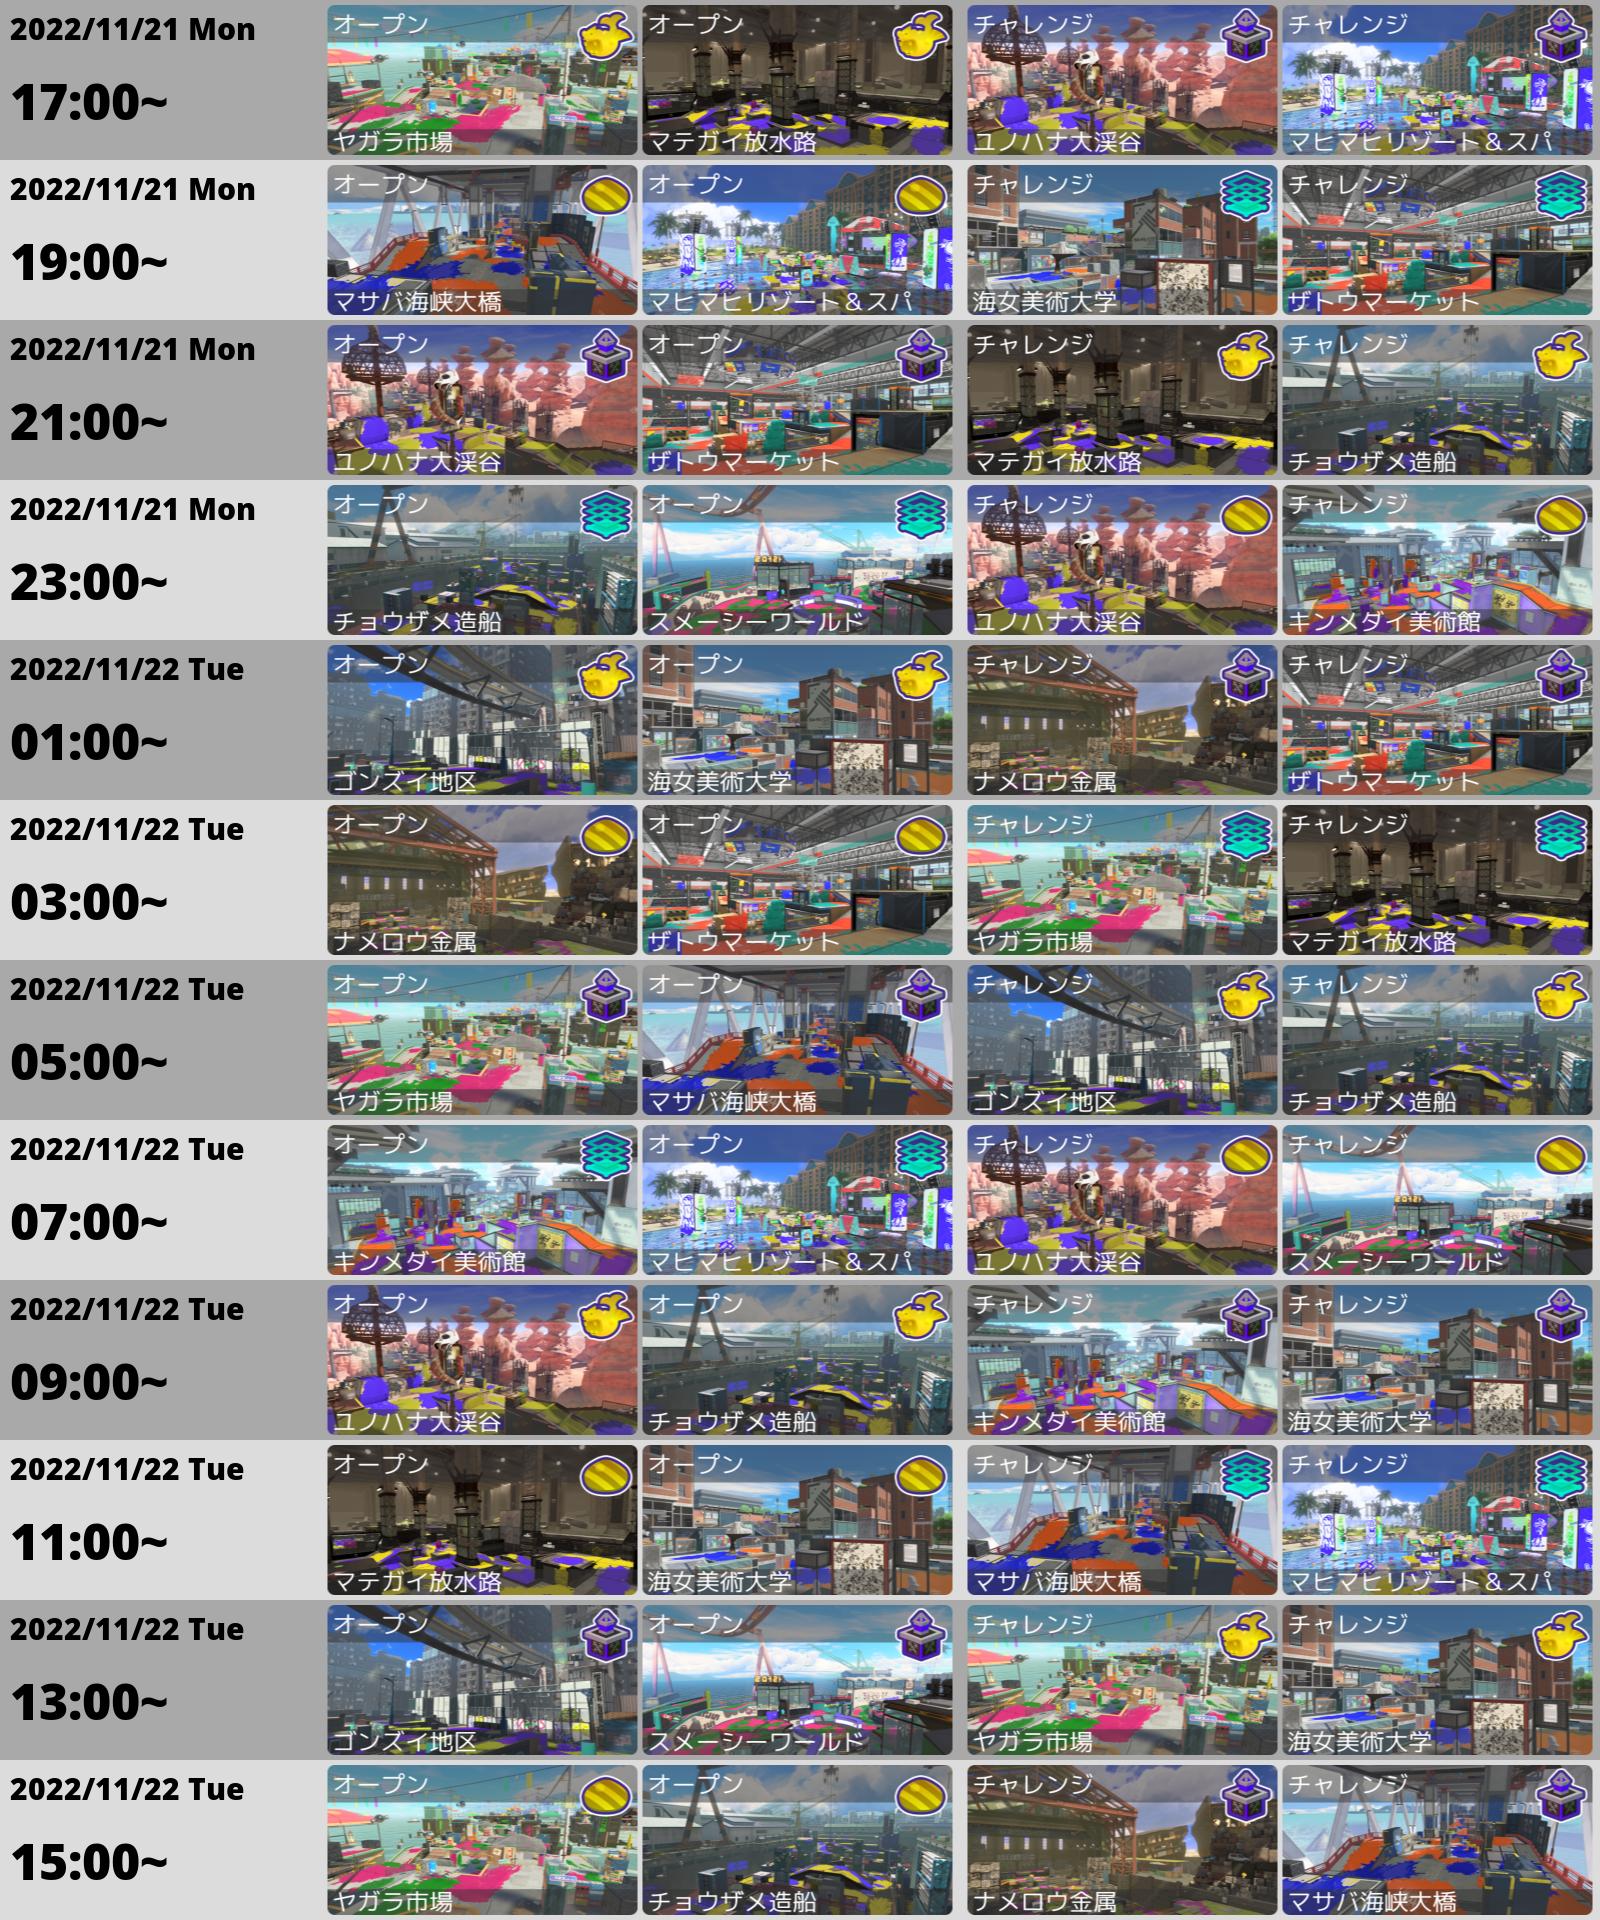 2022/11/21 Mon
17:00~
オープン
ヤガラ市場
オープン
マテガイ放水路
チャレンジ
ユノハナ大渓谷
チャレンジ
マヒマヒリゾート＆スパ
2022/11/21 Mon
19:00~
オープン
マサバ海峡大橋
オープン
マヒマヒリゾート＆スパ
チャレンジ
海女美術大学
チャレンジ
ザトウマーケット
2022/11/21 Mon
21:00~
オープン
ユノハナ大渓谷
オープン
ザトウマーケット
チャレンジ
マテガイ放水路
チャレンジ
チョウザメ造船
2022/11/21 Mon
23:00~
オープン
チョウザメ造船
オープン
スメーシーワールド
チャレンジ
ユノハナ大渓谷
チャレンジ
キンメダイ美術館
2022/11/22 Tue
01:00~
オープン
ゴンズイ地区
オープン
海女美術大学
チャレンジ
ナメロウ金属
チャレンジ
ザトウマーケット
2022/11/22 Tue
03:00~
オープン
ナメロウ金属
オープン
ザトウマーケット
チャレンジ
ヤガラ市場
チャレンジ
マテガイ放水路
2022/11/22 Tue
05:00~
オープン
ヤガラ市場
オープン
マサバ海峡大橋
チャレンジ
ゴンズイ地区
チャレンジ
チョウザメ造船
2022/11/22 Tue
07:00~
オープン
キンメダイ美術館
オープン
マヒマヒリゾート＆スパ
チャレンジ
ユノハナ大渓谷
チャレンジ
スメーシーワールド
2022/11/22 Tue
09:00~
オープン
ユノハナ大渓谷
オープン
チョウザメ造船
チャレンジ
キンメダイ美術館
チャレンジ
海女美術大学
2022/11/22 Tue
11:00~
オープン
マテガイ放水路
オープン
海女美術大学
チャレンジ
マサバ海峡大橋
チャレンジ
マヒマヒリゾート＆スパ
2022/11/22 Tue
13:00~
オープン
ゴンズイ地区
オープン
スメーシーワールド
チャレンジ
ヤガラ市場
チャレンジ
海女美術大学
2022/11/22 Tue
15:00~
オープン
ヤガラ市場
オープン
チョウザメ造船
チャレンジ
ナメロウ金属
チャレンジ
マサバ海峡大橋